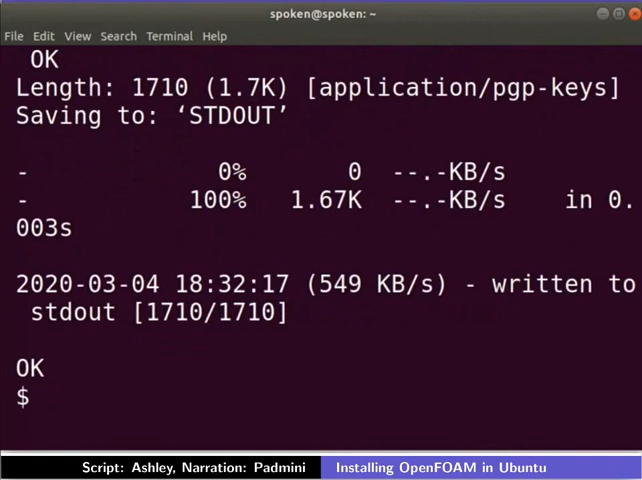 spoken@spoken: ~
File Edit View Search Terminal Help
OK
Length: 1710 (1.7K) [application/pgp-keys]
Saving to: ‘STDOUT’
- 0% 0 --.-KB/s
- 100% 1.67K --.-KB/s in 0.
003s
2020-03-04 18:32:17 (549 KB/s) - written to
stdout [1710/1710]
OK
$
Script: Ashley, Narration: Padmini Installing OpenFOAM in Ubuntu